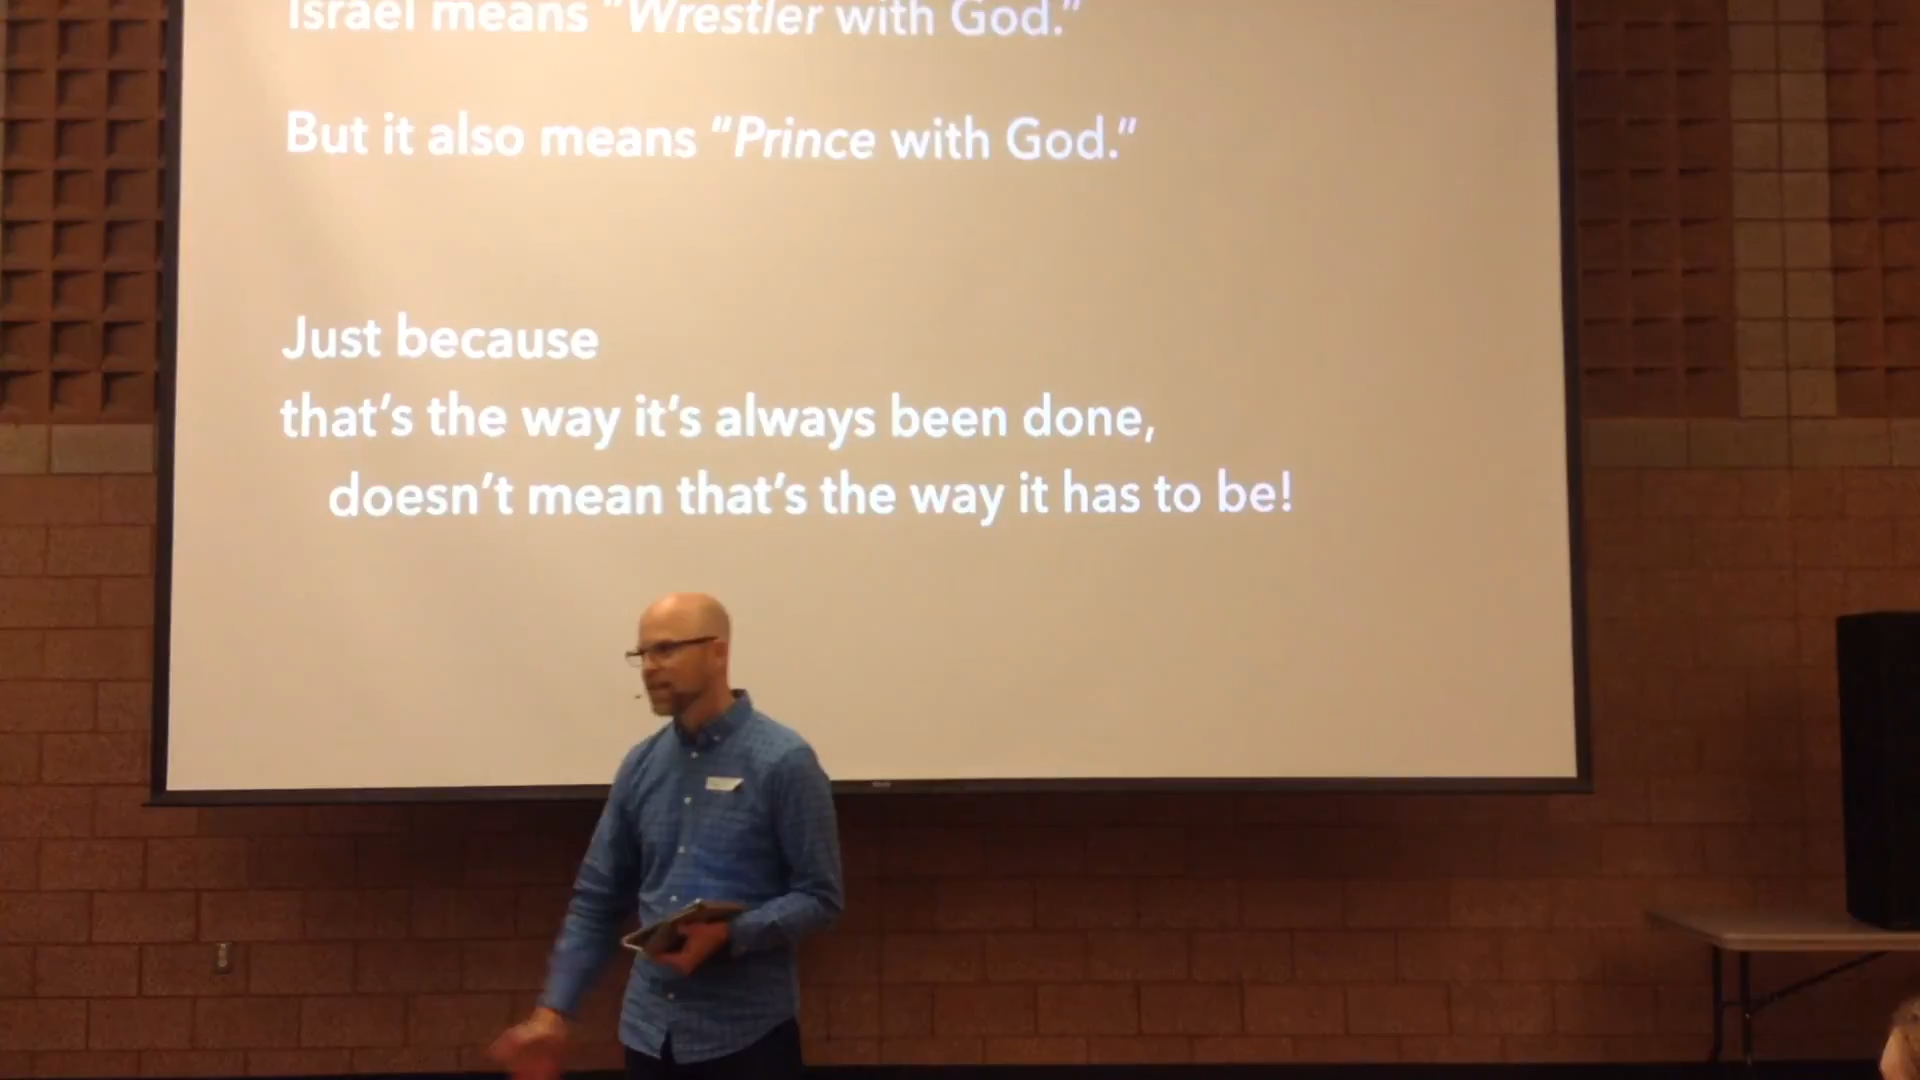 Israel means "Wrestler with God."
But it also means "Prince with God."
Just because
that's the way it's always been done,
doesn't mean that's the way it has to be!